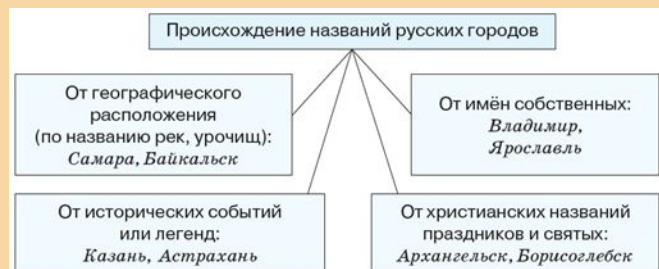 Происхождение названий русских городов
От географического
расположения
(по названию рек, урочищ):
Самара, Байкальск
От имён собственных:
Владимир,
Ярославль
От исторических событий
или легенд:
Казань, Астрахань
От христианских названий
праздников и святых:
Архангельск, Борисоглебск